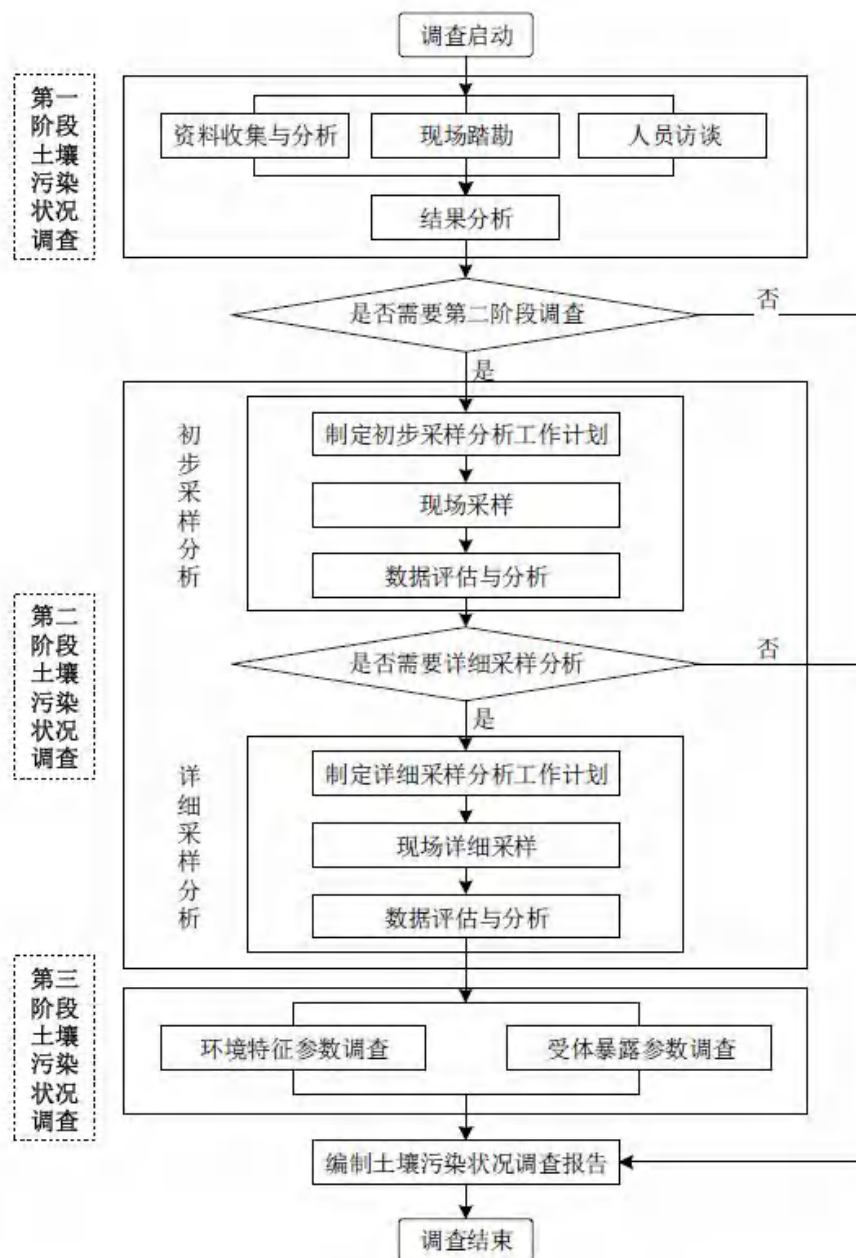 调查启动
第一
阶段
土壤
污染
状况
调查
资料收集与分析
现场踏勘
人员访谈
结果分析
是否需要第二阶段调查
否
是
初步采样分析
制定初步采样分析工作计划
现场采样
数据评估与分析
第二
阶段
土壤
污染
状况
调查
是否需要详细采样分析
否
是
详细采样分析
制定详细采样分析工作计划
现场详细采样
数据评估与分析
第三
阶段
土壤
污染
状况
调查
环境特征参数调查
受体暴露参数调查
编制土壤污染状况调查报告
调查结束